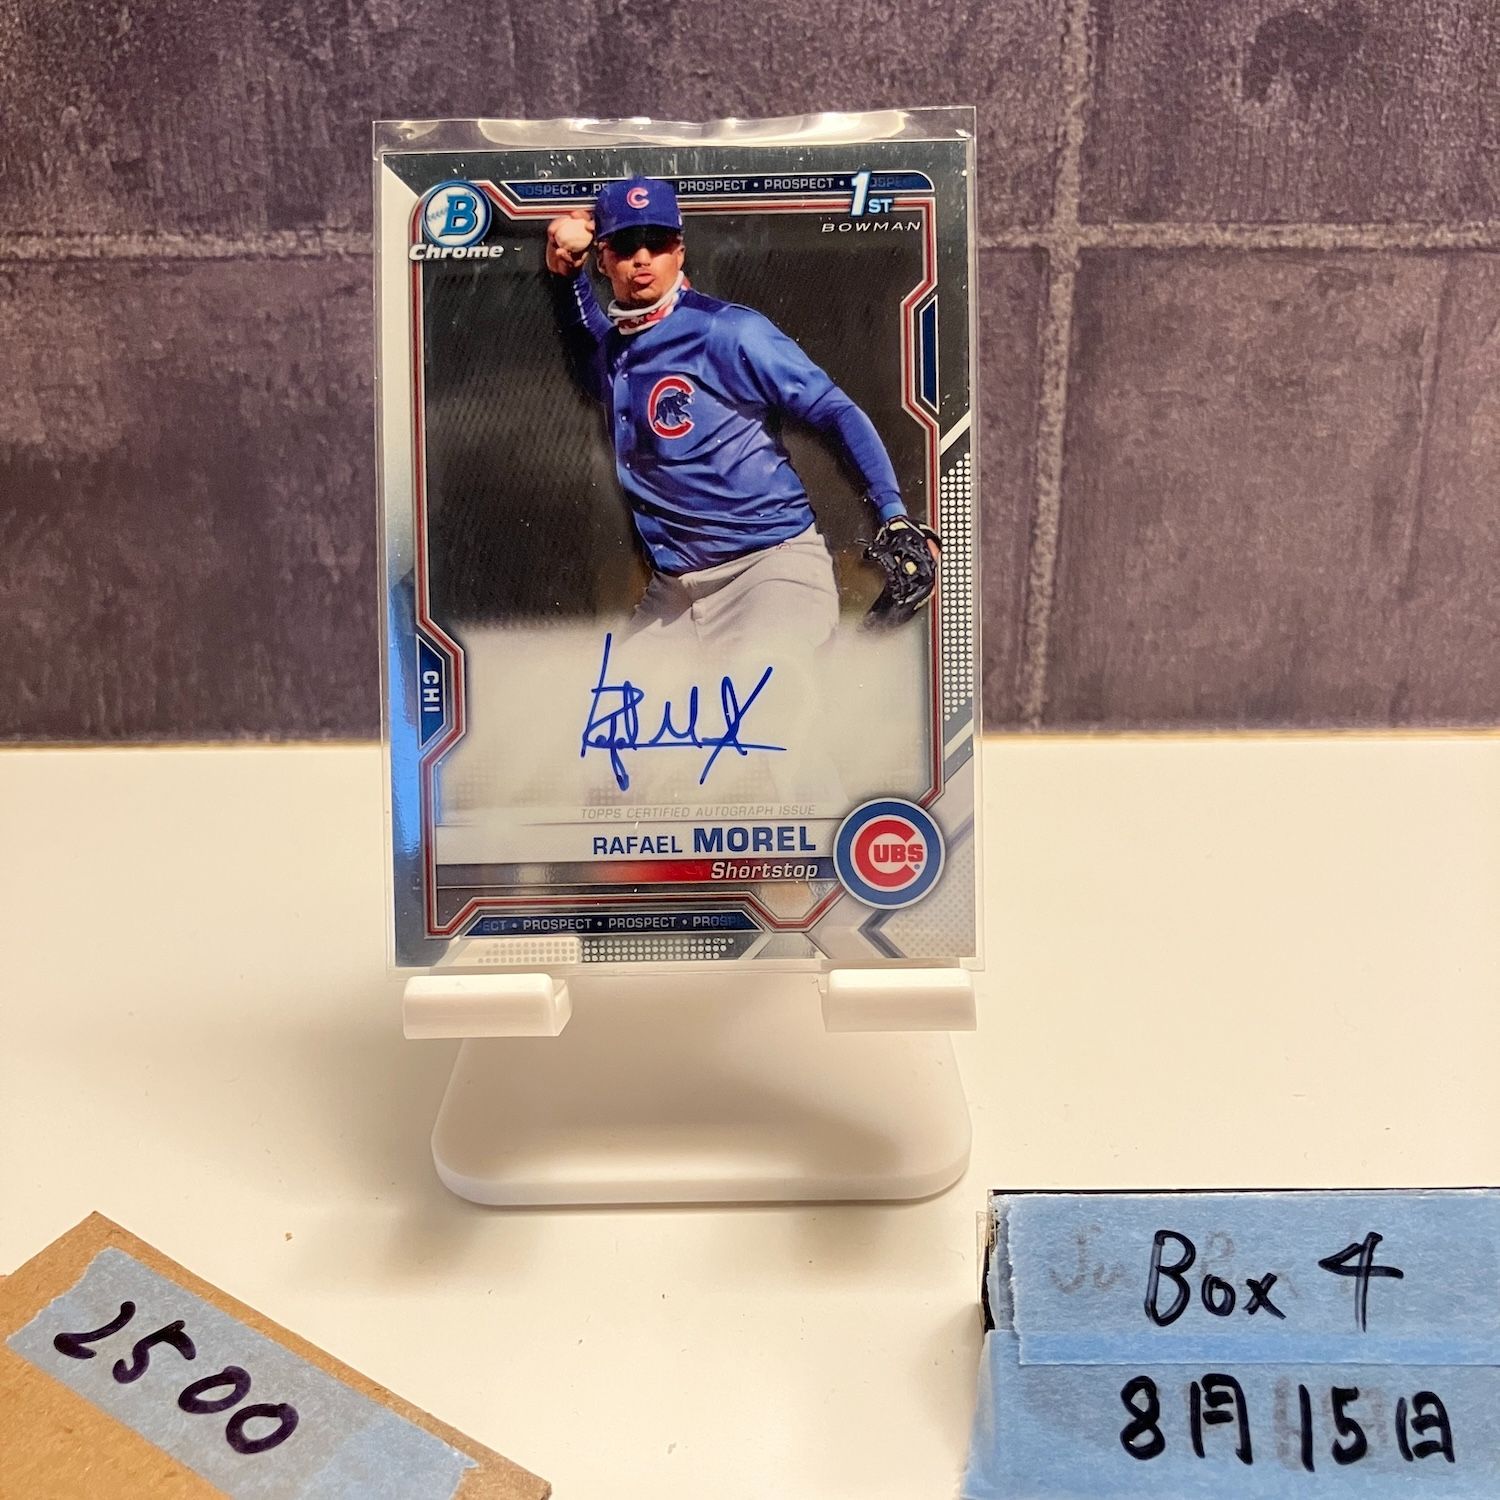 PROSPECT • PROSPECT •
1ST
BOWMAN
B
Chrome
C
C
CHI
TOPPS CERTIFIED AUTOGRAPH ISSUE
RAFAEL MOREL
Shortstop
CUBS
PROSPECT • PROSPECT •
2500
Box 4
8月15日